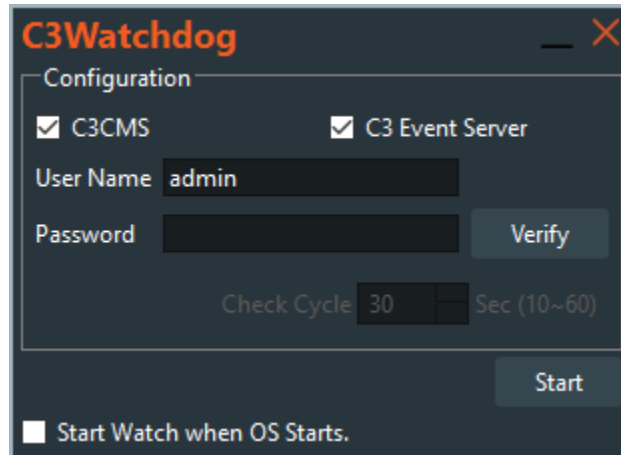 C3Watchdog
Configuration
C3CMS C3 Event Server
User Name admin
Password Verify
Check Cycle 30 Sec (10~60)
Start
Start Watch when OS Starts.